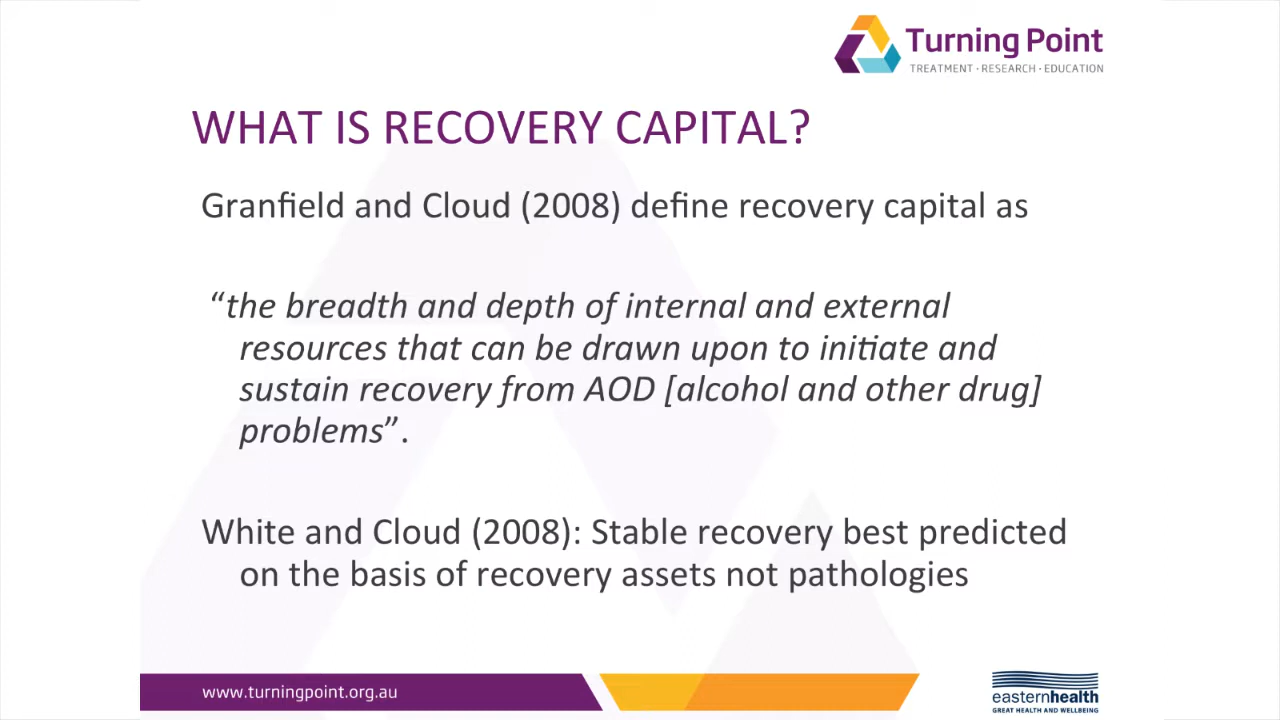 Turning Point
TREATMENT · RESEARCH · EDUCATION
WHAT IS RECOVERY CAPITAL?
Granfield and Cloud (2008) define recovery capital as
“the breadth and depth of internal and external
resources that can be drawn upon to initiate and
sustain recovery from AOD [alcohol and other drug]
problems”.
White and Cloud (2008): Stable recovery best predicted
on the basis of recovery assets not pathologies
www.turningpoint.org.au
easternhealth
GREAT HEALTH AND WELLBEING